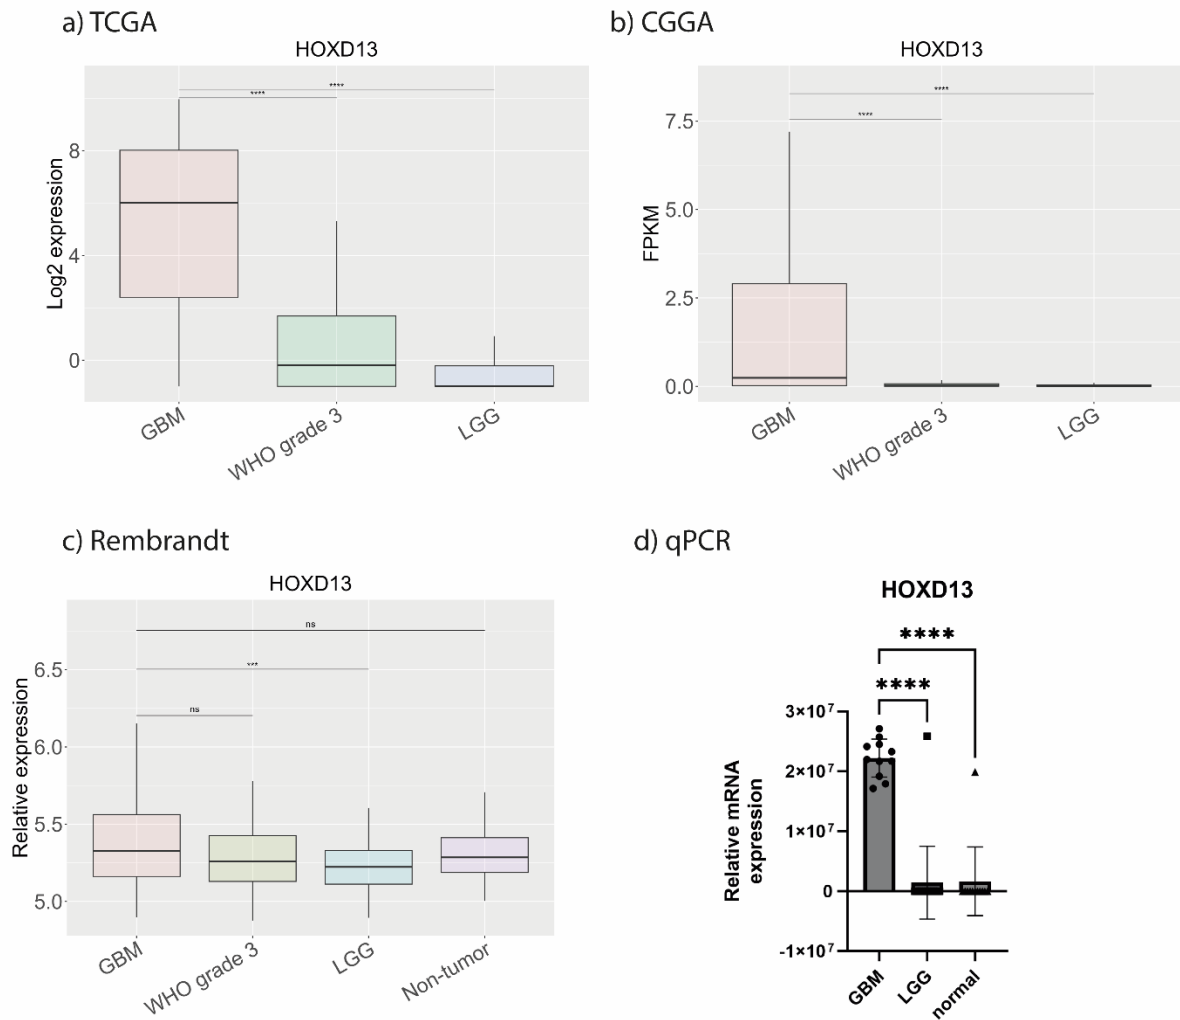 a) TCGA
HOXD13
Log2 expression
8
4
0
****
****
GBM
WHO grade 3
LGG
b) CGGA
HOXD13
FPKM
7.5
5.0
2.5
0.0
****
****
GBM
WHO grade 3
LGG
c) Rembrandt
HOXD13
Relative expression
6.5
6.0
5.5
5.0
ns
***
ns
GBM
WHO grade 3
LGG
Non-tumor
d) qPCR
HOXD13
****
****
Relative mRNA
expression
3×10⁷
2×10⁷
1×10⁷
0
-1×10⁷
GBM
LGG
normal